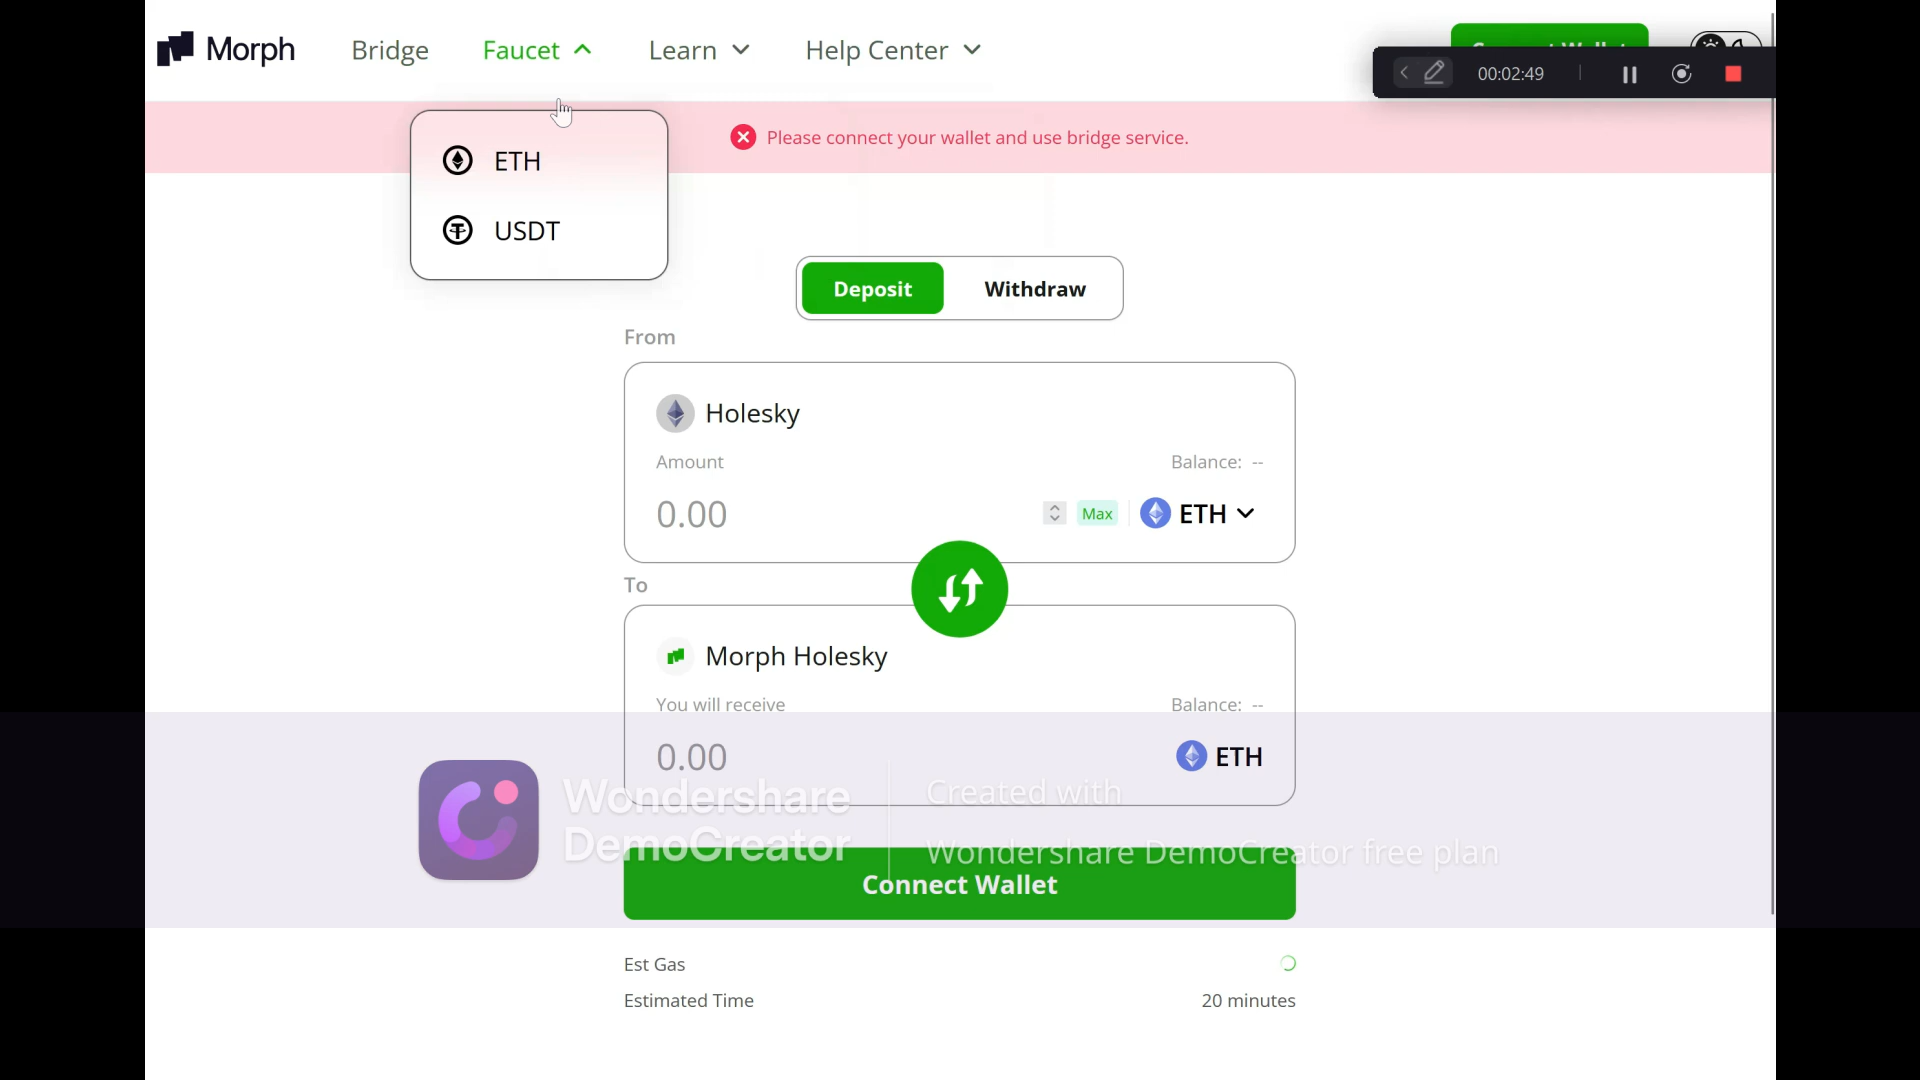 Morph
Bridge
Faucet
Learn
Help Center
00:02:49
Please connect your wallet and use bridge service.
ETH
USDT
Deposit
Withdraw
From
Holesky
Amount
Balance: --
0.00
Max
ETH
To
Morph Holesky
You will receive
Balance: --
0.00
ETH
Wondershare
DemoCreator
Created with
Wondershare DemoCreator free plan
Connect Wallet
Est Gas
Estimated Time
20 minutes